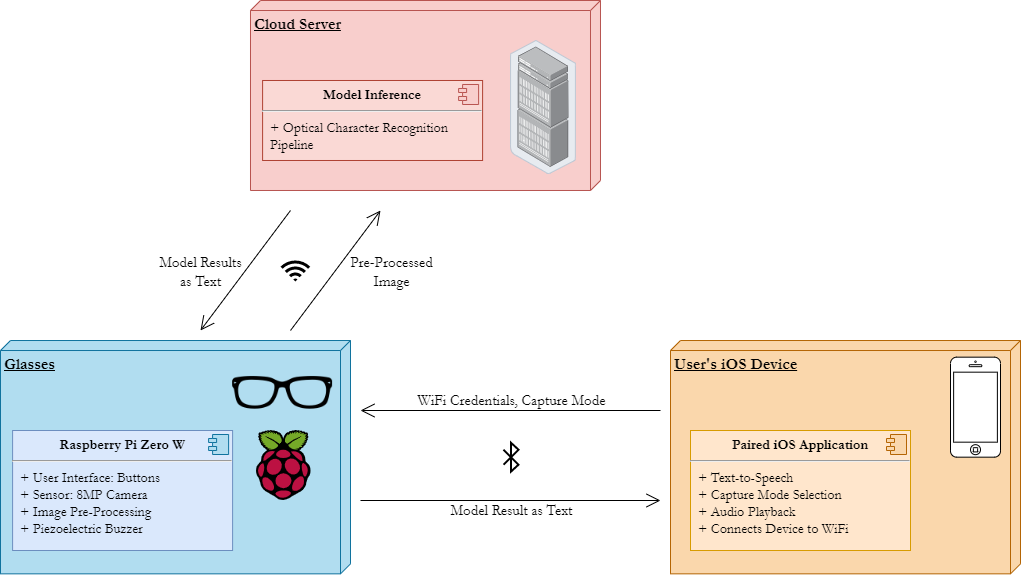 Cloud Server
Model Inference
+ Optical Character Recognition
Pipeline
Model Results
as Text
Pre-Processed
Image
Glasses
Raspberry Pi Zero W
+ User Interface: Buttons
+ Sensor: 8MP Camera
+ Image Pre-Processing
+ Piezoelectric Buzzer
WiFi Credentials, Capture Mode
Model Result as Text
User's iOS Device
Paired iOS Application
+ Text-to-Speech
+ Capture Mode Selection
+ Audio Playback
+ Connects Device to WiFi